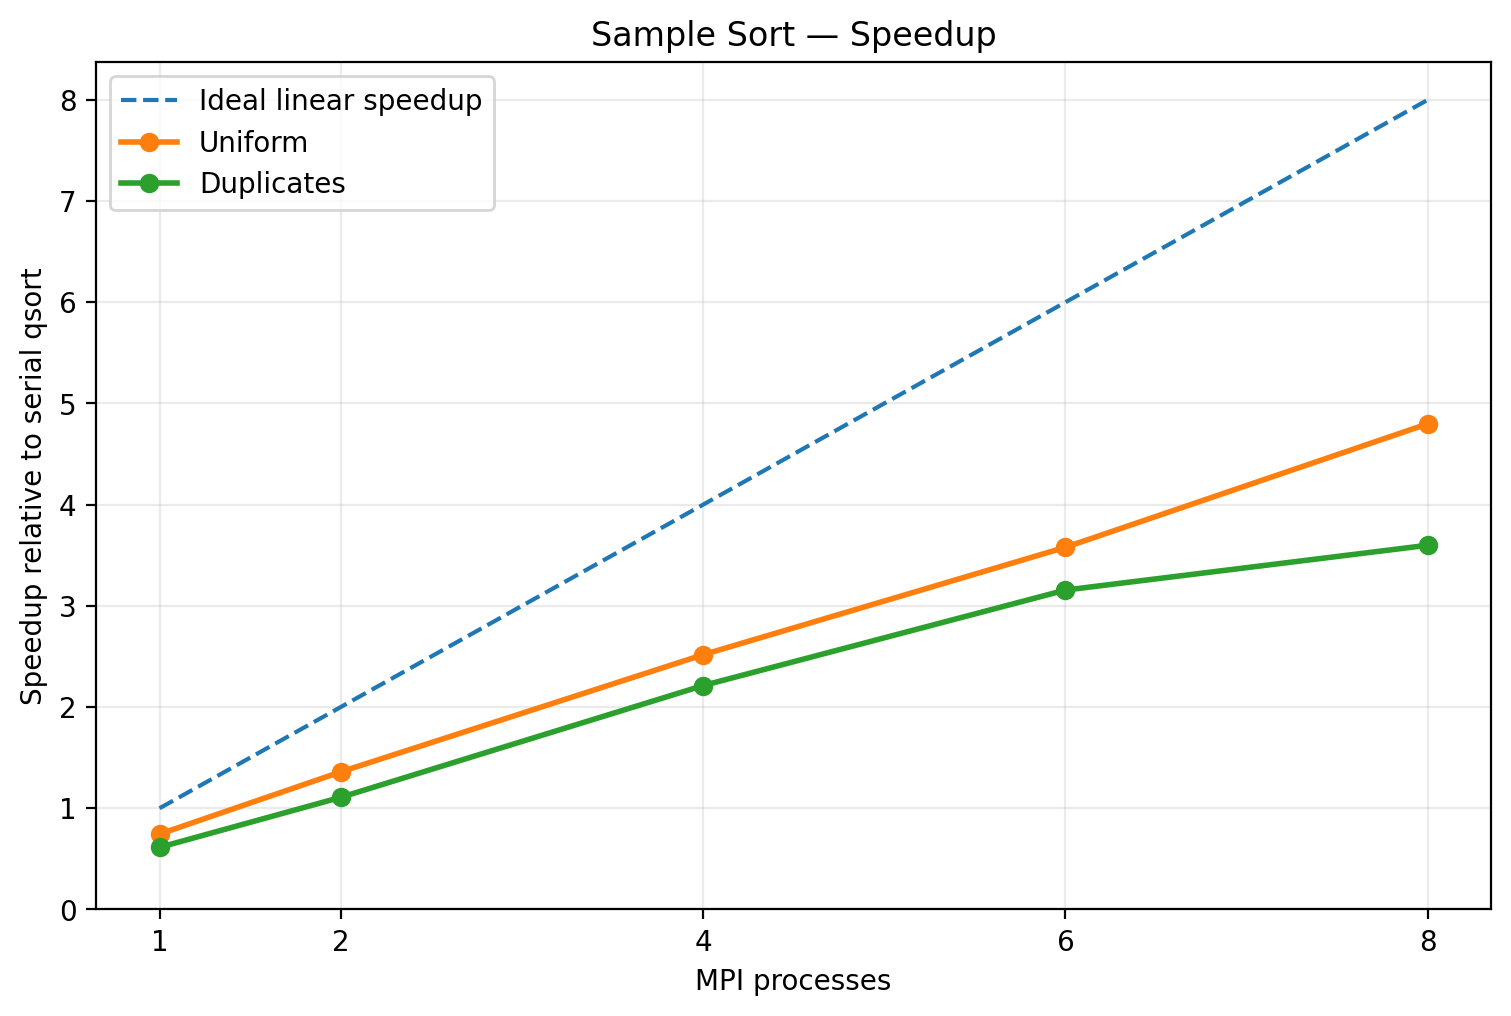 Sample Sort — Speedup
Ideal linear speedup
Uniform
Duplicates
Speedup relative to serial qsort
8
7
6
5
4
3
2
1
0
1 2 4 6 8
MPI processes